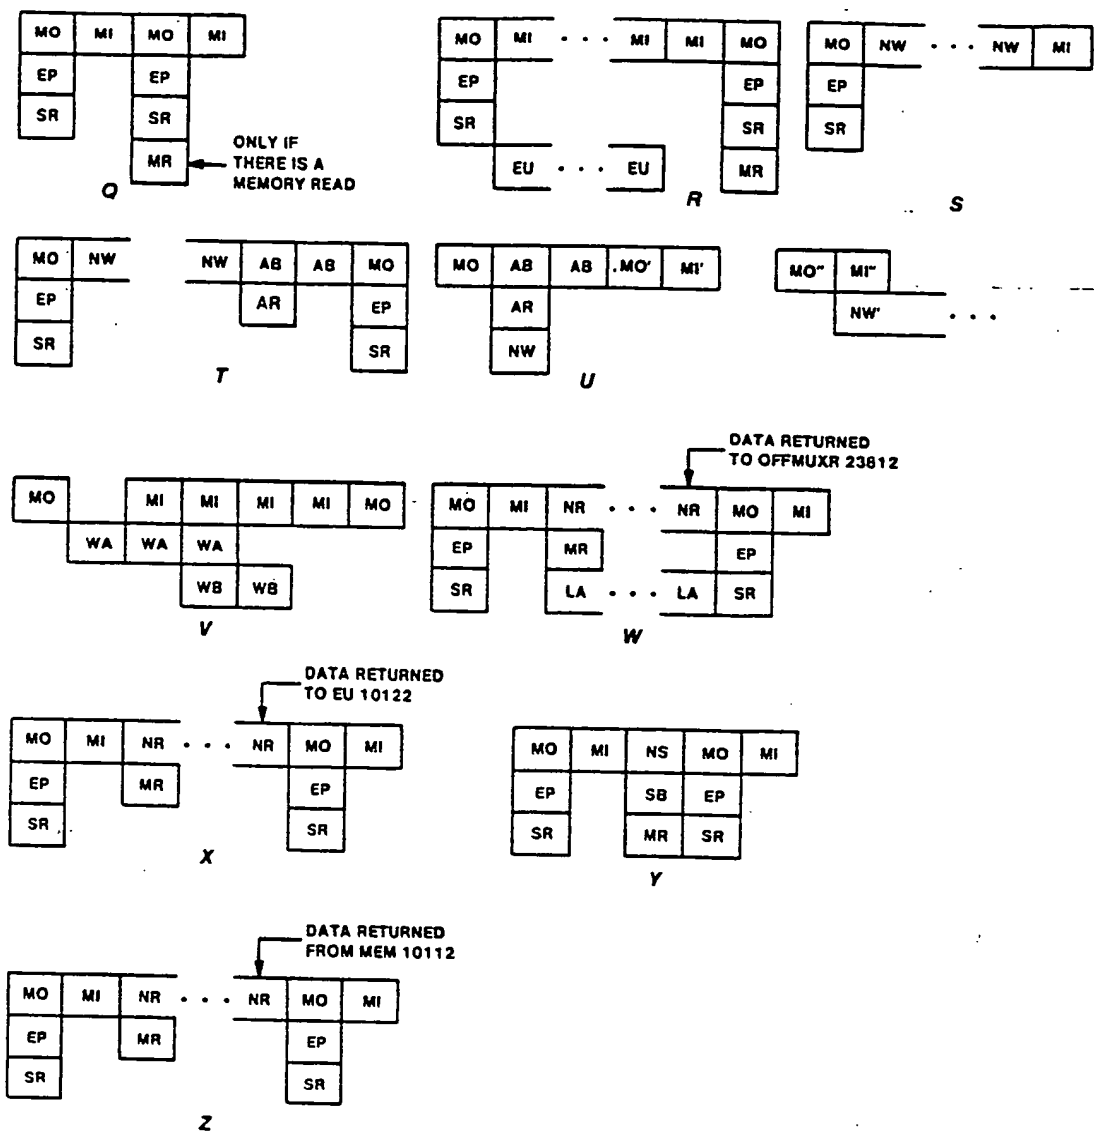 MO MI MO MI
EP EP
SR SR
MR
ONLY IF
THERE IS A
MEMORY READ
Q
MO MI . . . MI MI MO
EP EP
SR SR
EU . . . EU MR
R
MO NW . . . NW MI
EP
SR
S
MO NW NW AB AB MO
EP AR EP
SR SR
T
MO AB AB MO' MI'
AR
NW
U
MO" MI"
NW' . . .
MO MI MI MI MI MO
WA WA WA
WB WB
V
DATA RETURNED
TO OFFMUXR 23812
MO MI NR . . . NR MO MI
EP MR EP
SR LA . . . LA SR
W
DATA RETURNED
TO EU 10122
MO MI NR . . . NR MO MI
EP MR EP
SR SR
X
MO MI NS MO MI
EP SB EP
SR MR SR
Y
DATA RETURNED
FROM MEM 10112
MO MI NR . . . NR MO MI
EP MR EP
SR SR
Z